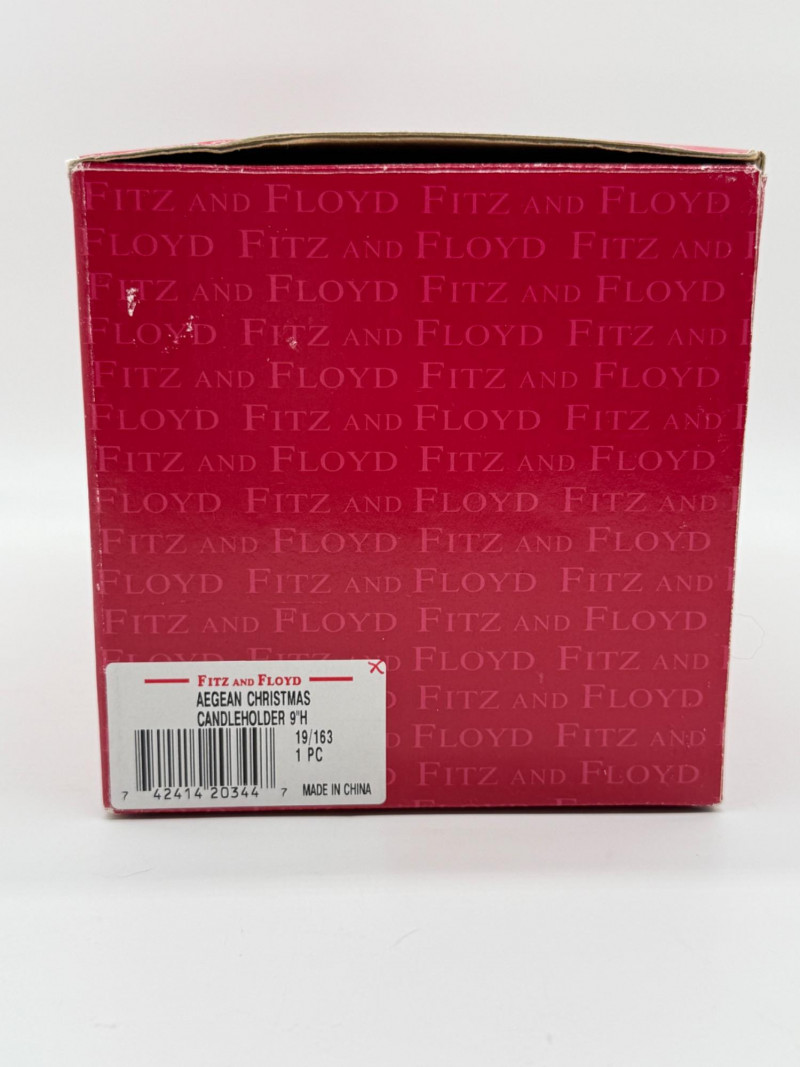 FITZ AND FLOYD FITZ AND FLOYD
FLOYD FITZ AND FLOYD FITZ AND
FITZ AND FLOYD FITZ AND FLOYD
FLOYD FITZ AND FLOYD FITZ AND
FITZ AND FLOYD FITZ AND FLOYD
FLOYD FITZ AND FLOYD FITZ AND
FITZ AND FLOYD FITZ AND FLOYD
FLOYD FITZ AND FLOYD FITZ AND
FITZ AND FLOYD FITZ AND FLOYD
FLOYD FITZ AND FLOYD FITZ AND
FITZ AND FLOYD FITZ AND FLOYD
FLOYD FITZ AND FLOYD FITZ AND
FITZ AND FLOYD
FLOYD FITZ AND
FITZ AND FLOYD
FITZ AND FLOYD
AEGEAN CHRISTMAS
CANDLEHOLDER 9"H
19/163
1 PC
7 42414 20344 7
MADE IN CHINA